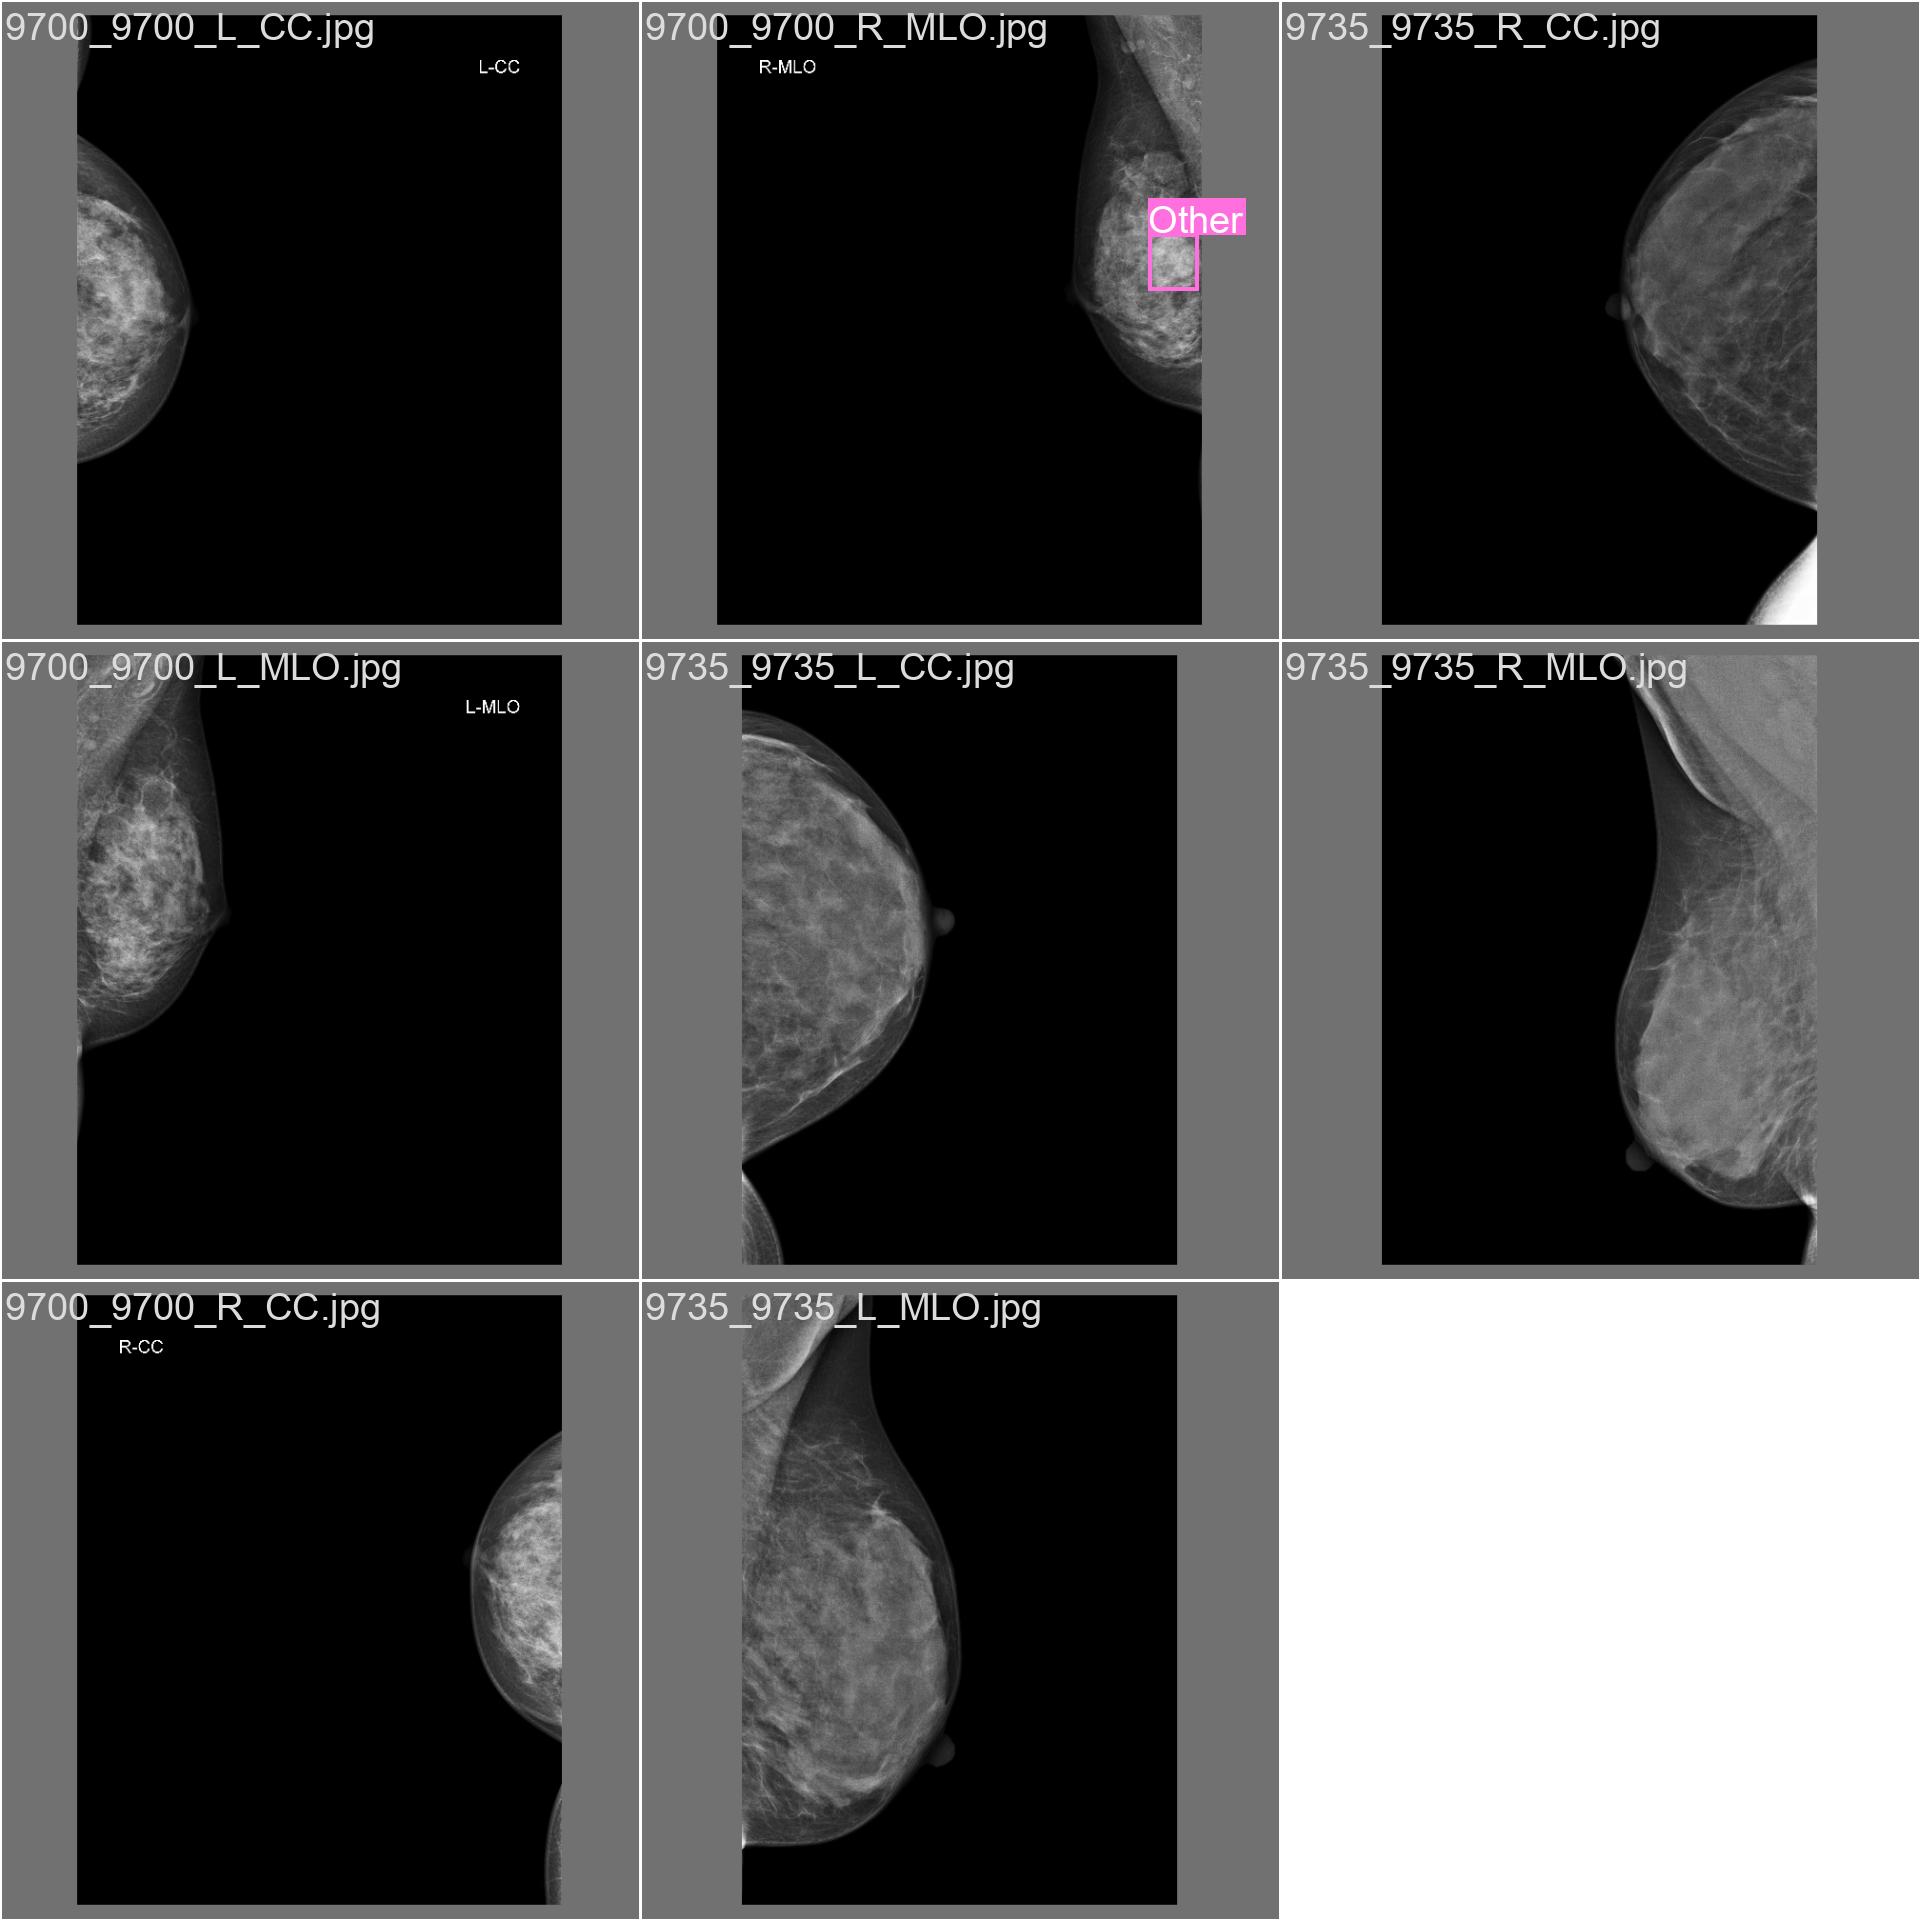 9700_9700_L_CC.jpg
L-CC
9700_9700_R_MLO.jpg
R-MLO
Other
9735_9735_R_CC.jpg
9700_9700_L_MLO.jpg
L-MLO
9735_9735_L_CC.jpg
9735_9735_R_MLO.jpg
9700_9700_R_CC.jpg
R-CC
9735_9735_L_MLO.jpg